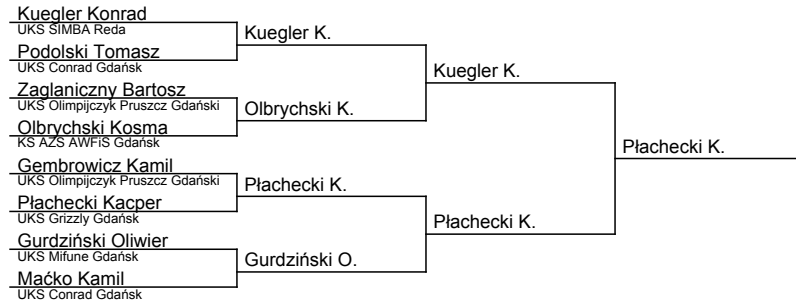 Kuegler Konrad
UKS SIMBA Reda
Podolski Tomasz
UKS Conrad Gdańsk
Zaglaniczny Bartosz
UKS Olimpijczyk Pruszcz Gdański
Olbrychski Kosma
KS AZS AWFiS Gdańsk
Gembrowicz Kamil
UKS Olimpijczyk Pruszcz Gdański
Płachecki Kacper
UKS Grizzly Gdańsk
Gurdziński Oliwier
UKS Mifune Gdańsk
Maćko Kamil
UKS Conrad Gdańsk
Kuegler K.
Olbrychski K.
Płachecki K.
Gurdziński O.
Kuegler K.
Płachecki K.
Płachecki K.